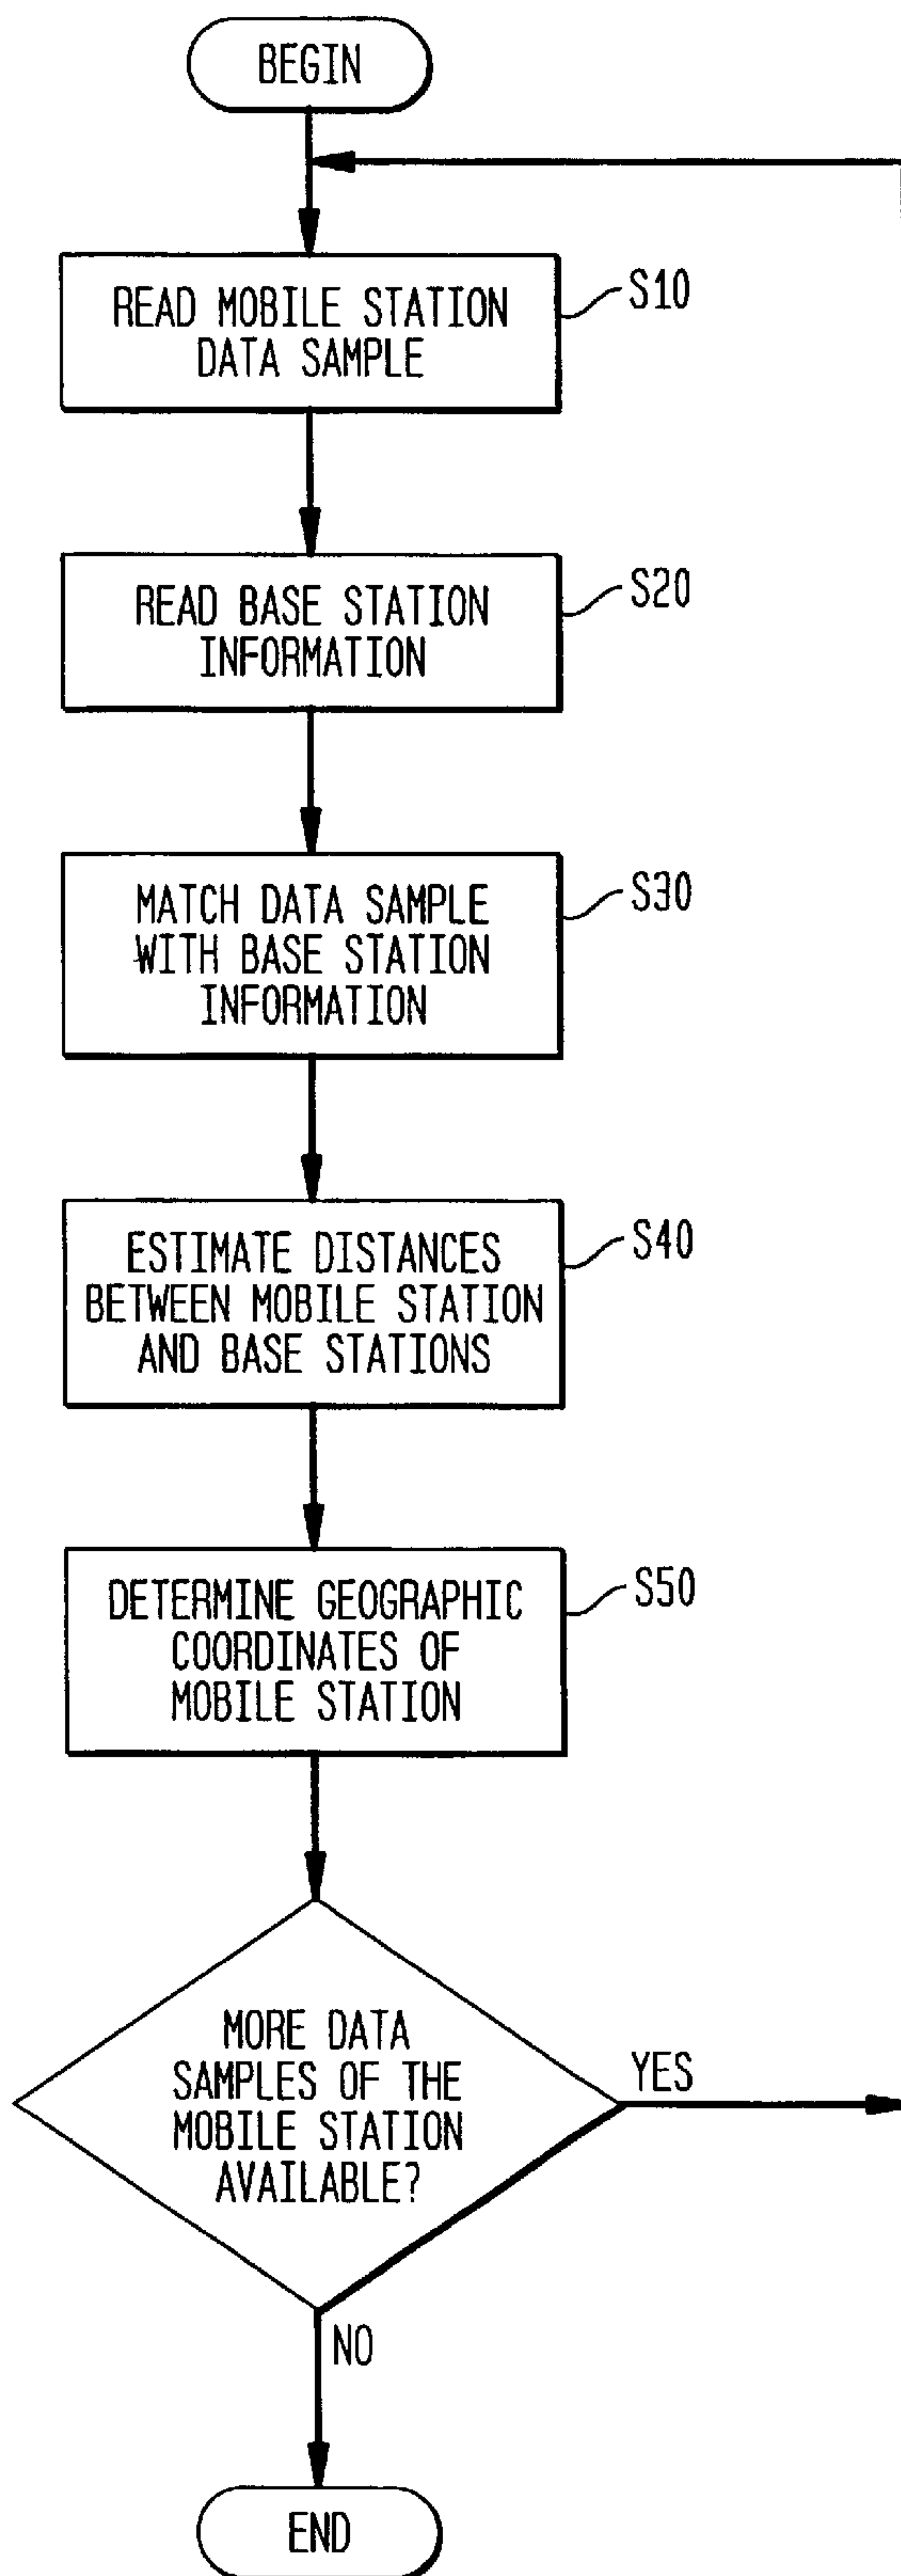 BEGIN
READ MOBILE STATION
DATA SAMPLE
S10
READ BASE STATION
INFORMATION
S20
MATCH DATA SAMPLE
WITH BASE STATION
INFORMATION
S30
ESTIMATE DISTANCES
BETWEEN MOBILE STATION
AND BASE STATIONS
S40
DETERMINE GEOGRAPHIC
COORDINATES OF
MOBILE STATION
S50
MORE DATA
SAMPLES OF THE
MOBILE STATION
AVAILABLE?
YES
NO
END